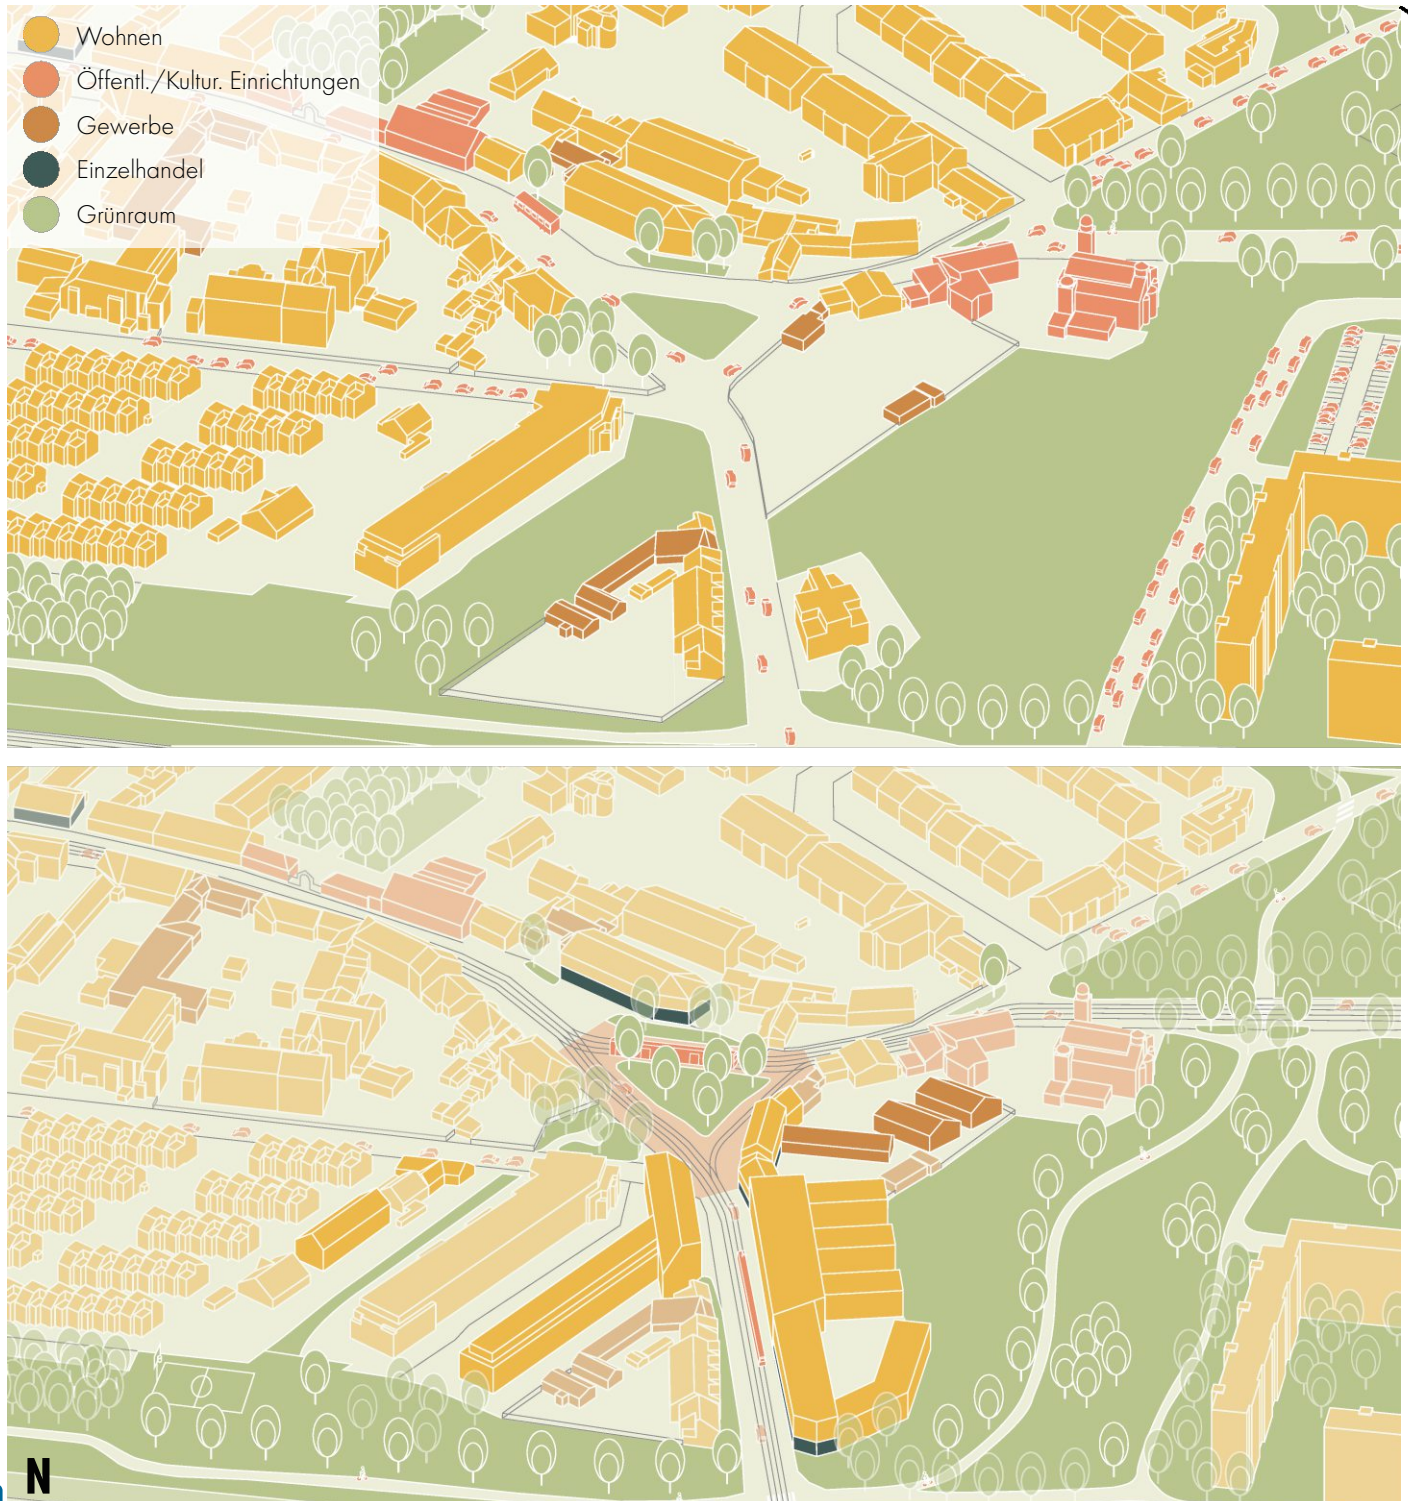 Wohnen
Öffentl./Kultur. Einrichtungen
Gewerbe
Einzelhandel
Grünraum
N